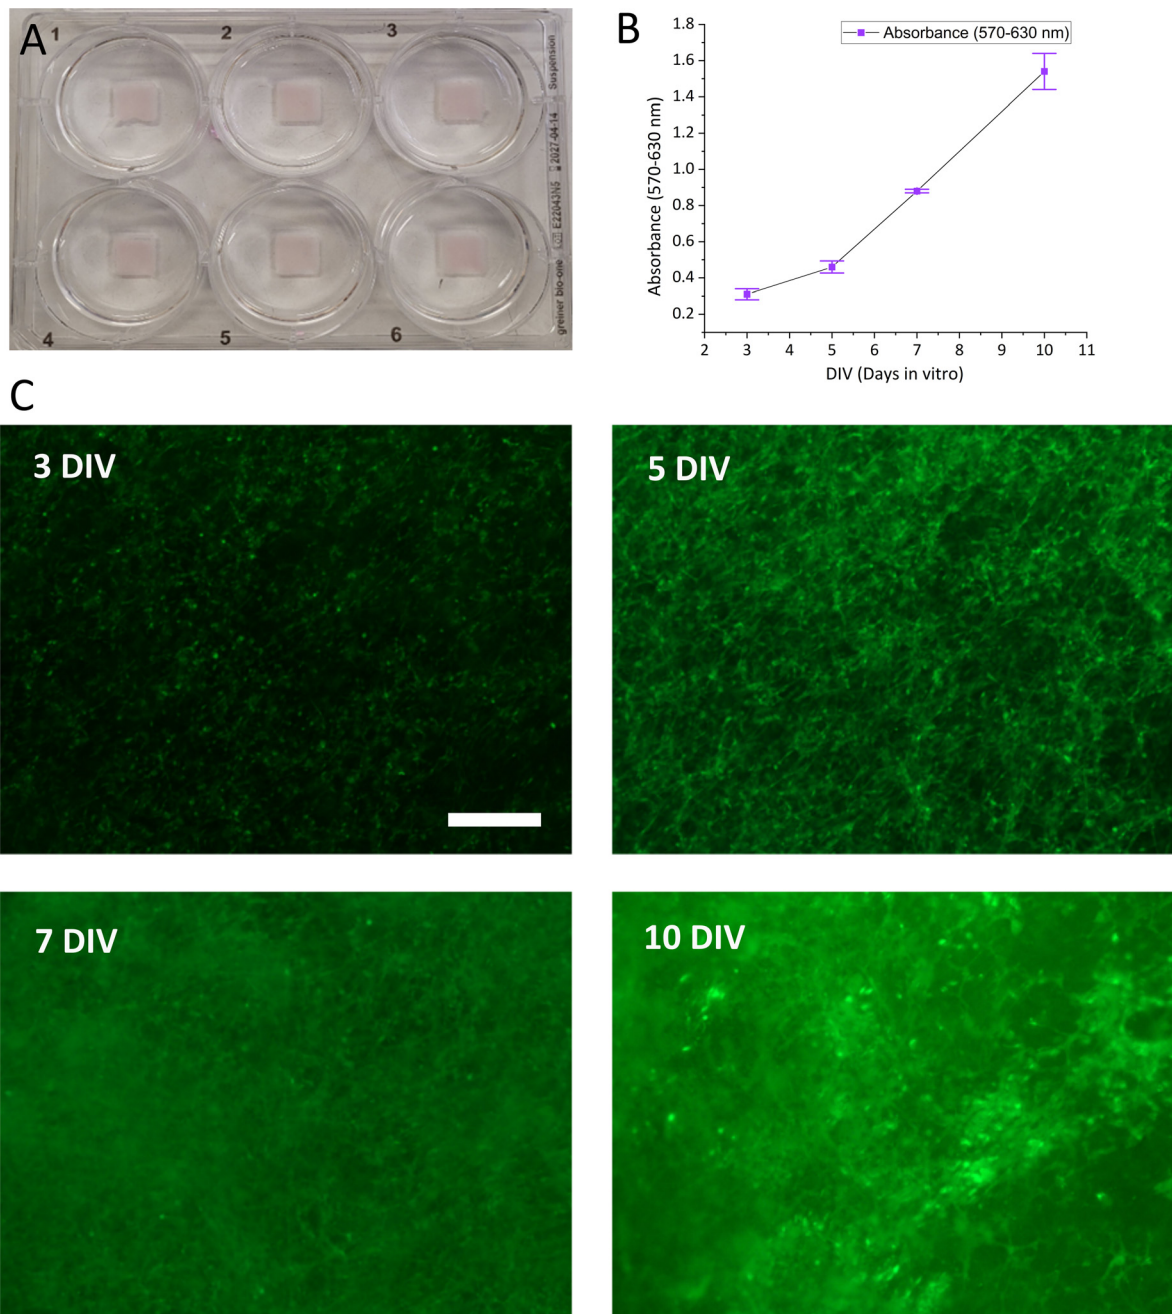 A
1
2
3
4
5
6
Suspension
2027-04-14
LOT E22043N5
greiner bio-one
B
Absorbance (570-630 nm)
Absorbance (570-630 nm)
1.8
1.6
1.4
1.2
1.0
0.8
0.6
0.4
0.2
2 3 4 5 6 7 8 9 10 11
DIV (Days in vitro)
C
3 DIV
5 DIV
7 DIV
10 DIV